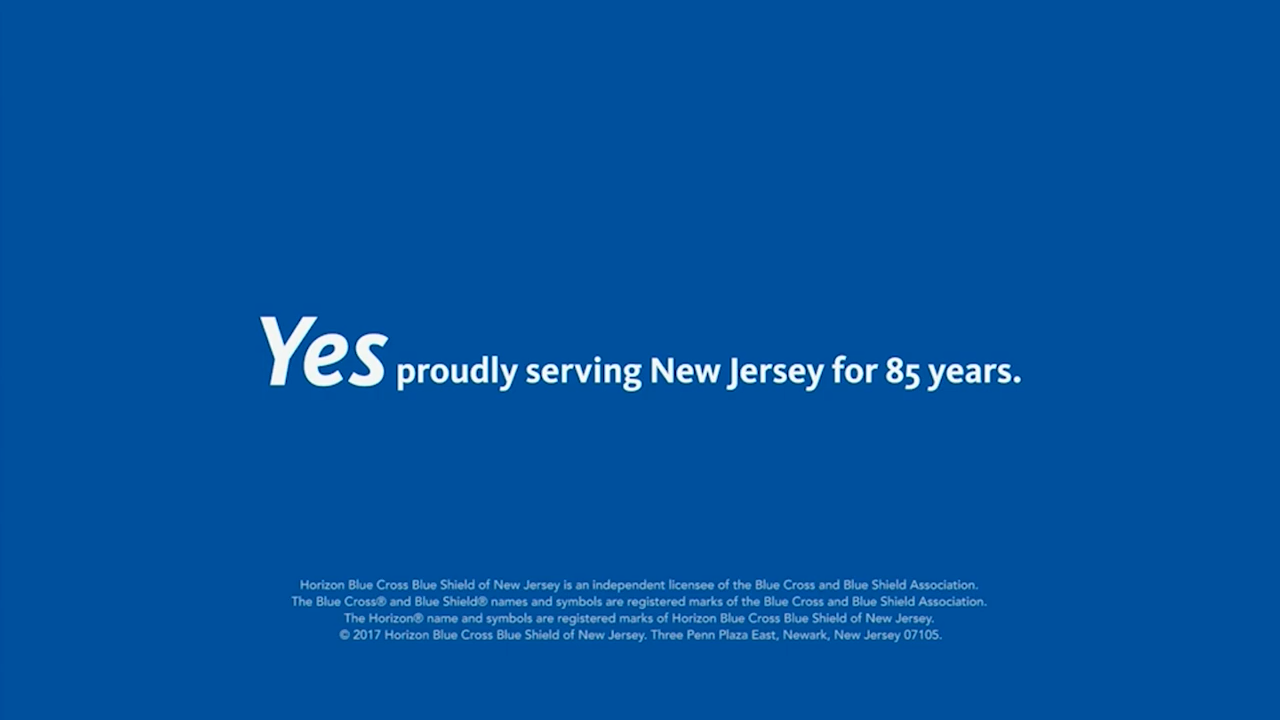 Yes proudly serving New Jersey for 85 years.
Horizon Blue Cross Blue Shield of New Jersey is an independent licensee of the Blue Cross and Blue Shield Association.
The Blue Cross® and Blue Shield® names and symbols are registered marks of the Blue Cross and Blue Shield Association.
The Horizon® name and symbols are registered marks of Horizon Blue Cross Blue Shield of New Jersey.
© 2017 Horizon Blue Cross Blue Shield of New Jersey. Three Penn Plaza East, Newark, New Jersey 07105.